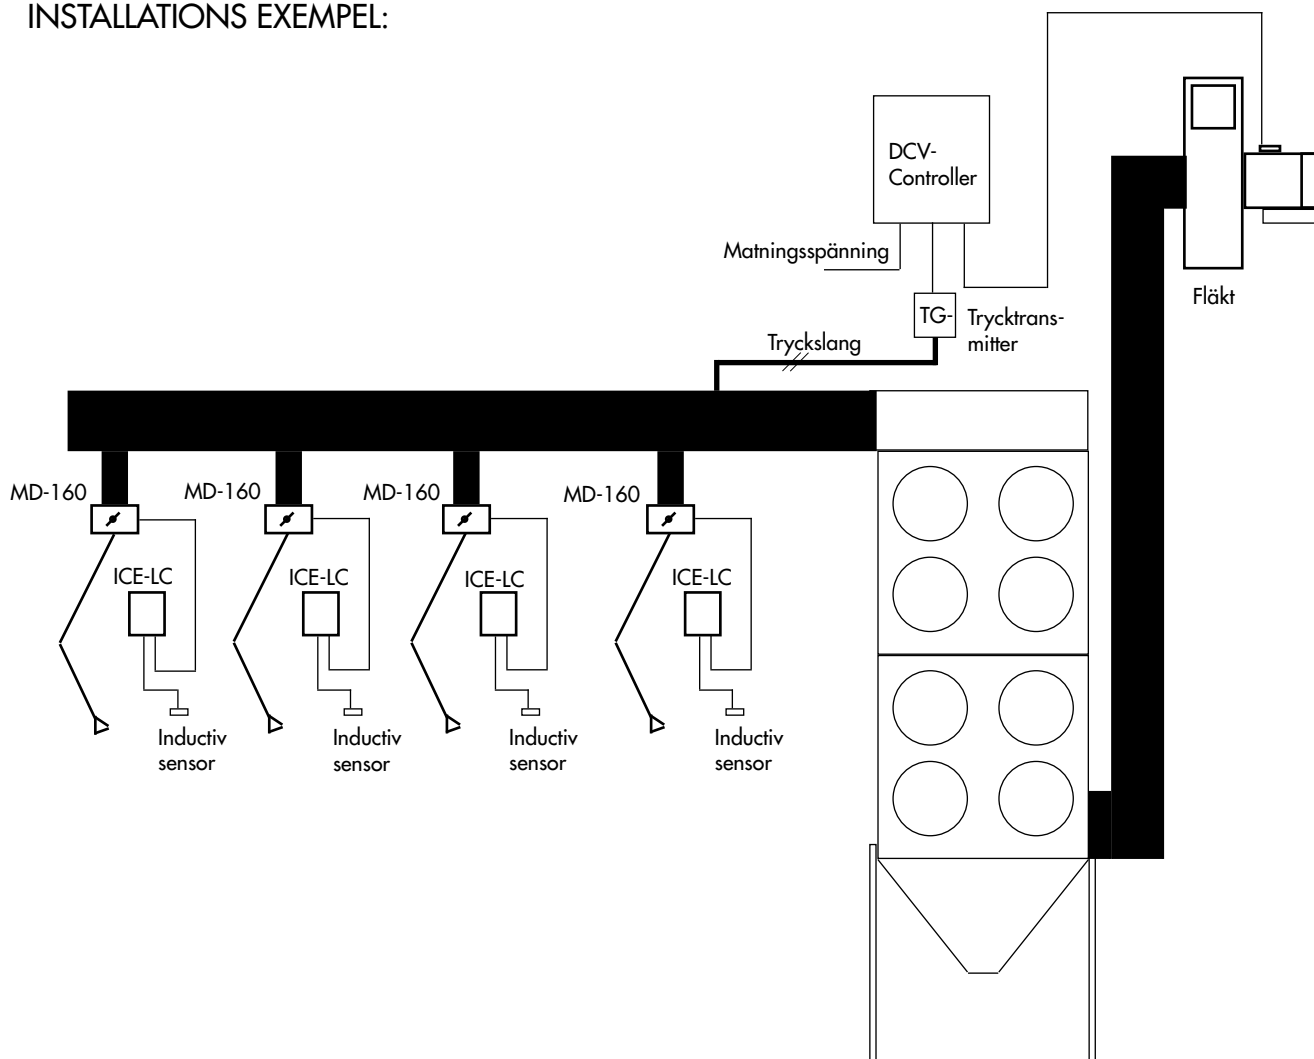 INSTALLATIONS EXEMPEL:
DCV-
Controller
Matningsspänning
Fläkt
TG-
Trycktrans-
mitter
Tryckslang
MD-160
MD-160
MD-160
MD-160
ICE-LC
ICE-LC
ICE-LC
ICE-LC
Inductiv
sensor
Inductiv
sensor
Inductiv
sensor
Inductiv
sensor